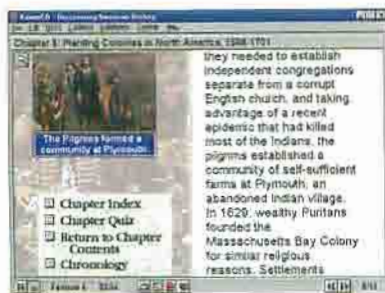 Chapter 3: Planting Colonies in North America, 1588-1701
The Pilgrims formed a
community at Plymouth.
Chapter Index
Chapter Quiz
Return to Chapter
Contents
Chronology
they needed to establish
independent congregations
separate from a corrupt
English church, and taking
advantage of a recent
epidemic that had killed
most of the Indians, the
pilgrims established a
community of self-sufficient
farms at Plymouth, an
abandoned Indian village.
In 1629, wealthy Puritans
founded the
Massachusetts Bay Colony
for similar religious
reasons. Settlements